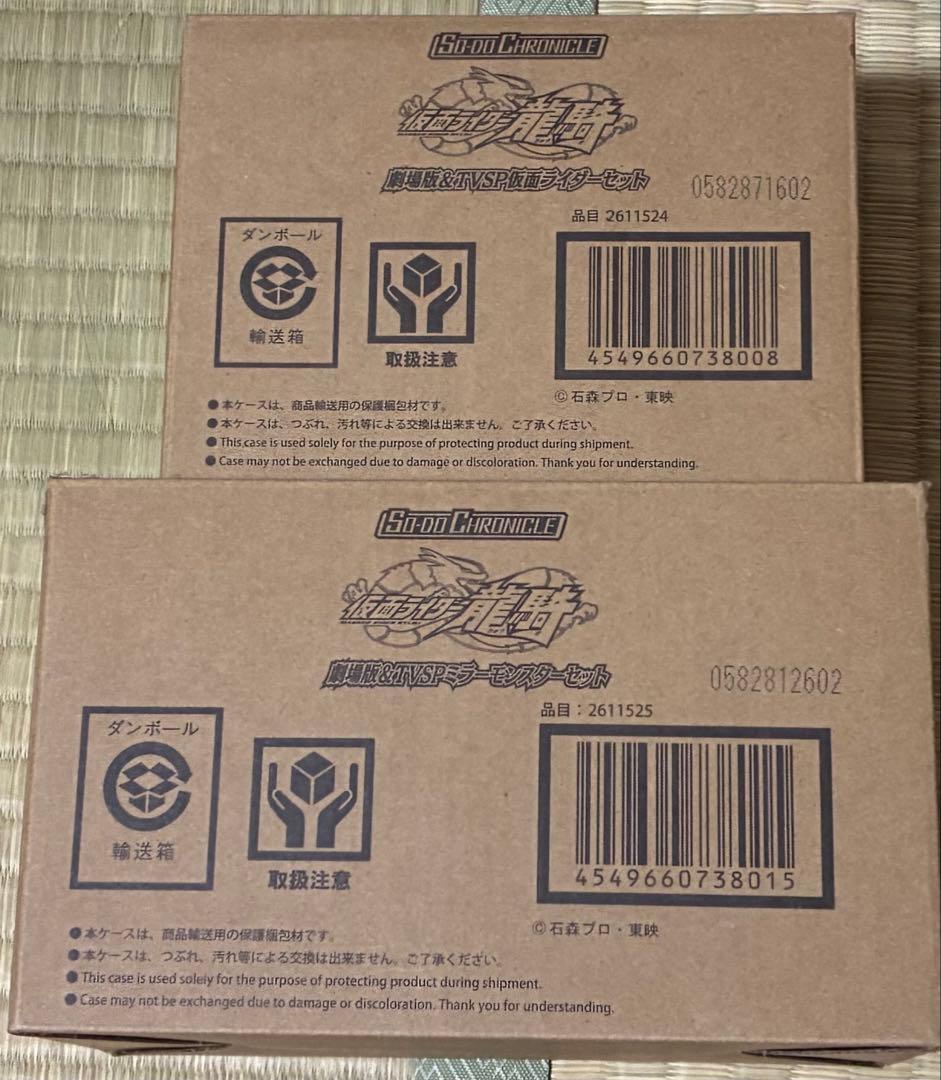 SO-DO CHRONICLE
仮面ライダー龍騎
劇場版&TVSP仮面ライダーセット
0582871602
品目 2611524
ダンボール
輸送箱
取扱注意
4549660738008
©石森プロ・東映
●本ケースは、商品輸送用の保護梱包材です。
●本ケースは、つぶれ、汚れ等による交換は出来ません。ご了承ください。
●This case is used solely for the purpose of protecting product during shipment.
●Case may not be exchanged due to damage or discoloration. Thank you for understanding.
SO-DO CHRONICLE
仮面ライダー龍騎
劇場版&TVSPミラーモンスターセット
0582812602
品目：2611525
ダンボール
輸送箱
取扱注意
4549660738015
©石森プロ・東映
●本ケースは、商品輸送用の保護梱包材です。
●本ケースは、つぶれ、汚れ等による交換は出来ません。ご了承ください。
●This case is used solely for the purpose of protecting product during shipment.
●Case may not be exchanged due to damage or discoloration. Thank you for understanding.